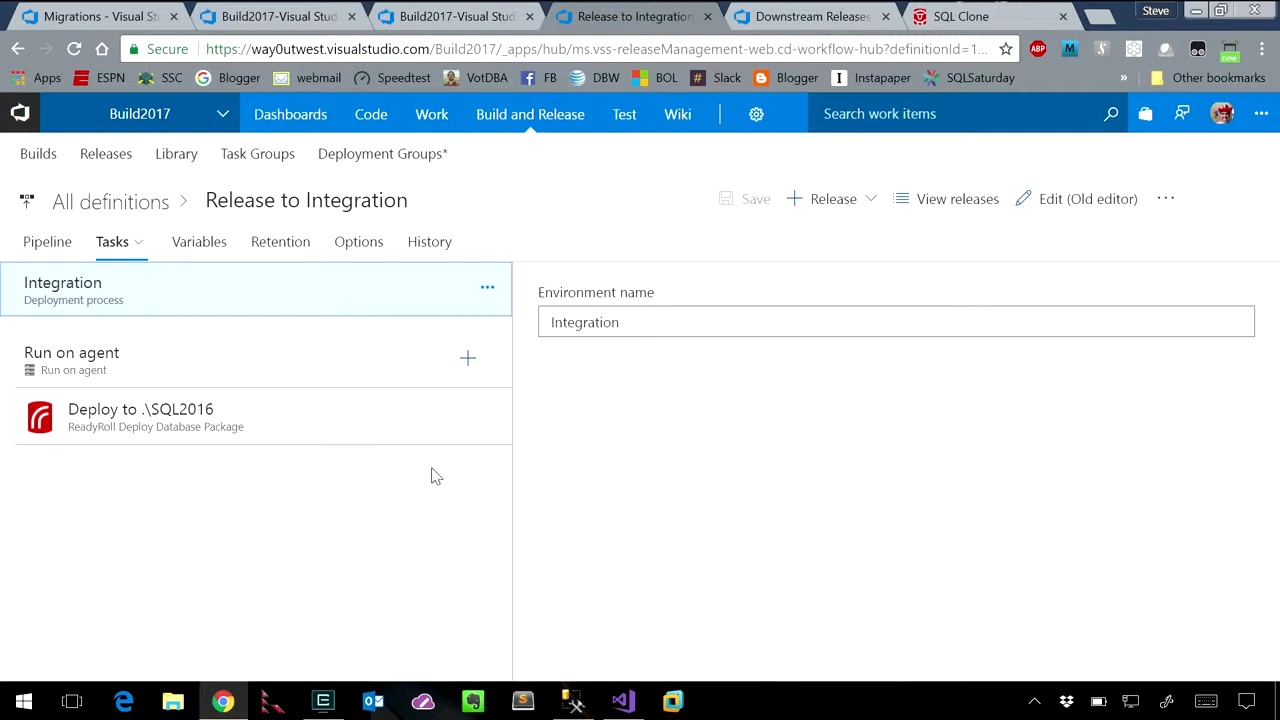 Migrations - Visual St
Build2017-Visual Studi
Build2017-Visual Studi
Release to Integration
Downstream Releases
SQL Clone
Steve
Secure
https://way0utwest.visualstudio.com/Build2017/_apps/hub/ms.vss-releaseManagement-web.cd-workflow-hub?definitionId=1...
ABP
M
new
Apps
ESPN
SSC
Blogger
webmail
Speedtest
VotDBA
FB
DBW
BOL
Slack
Blogger
Instapaper
SQLSaturday
»
Other bookmarks
Build2017
Dashboards
Code
Work
Build and Release
Test
Wiki
Search work items
Builds
Releases
Library
Task Groups
Deployment Groups*
All definitions
Release to Integration
Save
Release
View releases
Edit (Old editor)
Pipeline
Tasks
Variables
Retention
Options
History
Integration
Deployment process
Environment name
Integration
Run on agent
Run on agent
Deploy to .\SQL2016
ReadyRoll Deploy Database Package